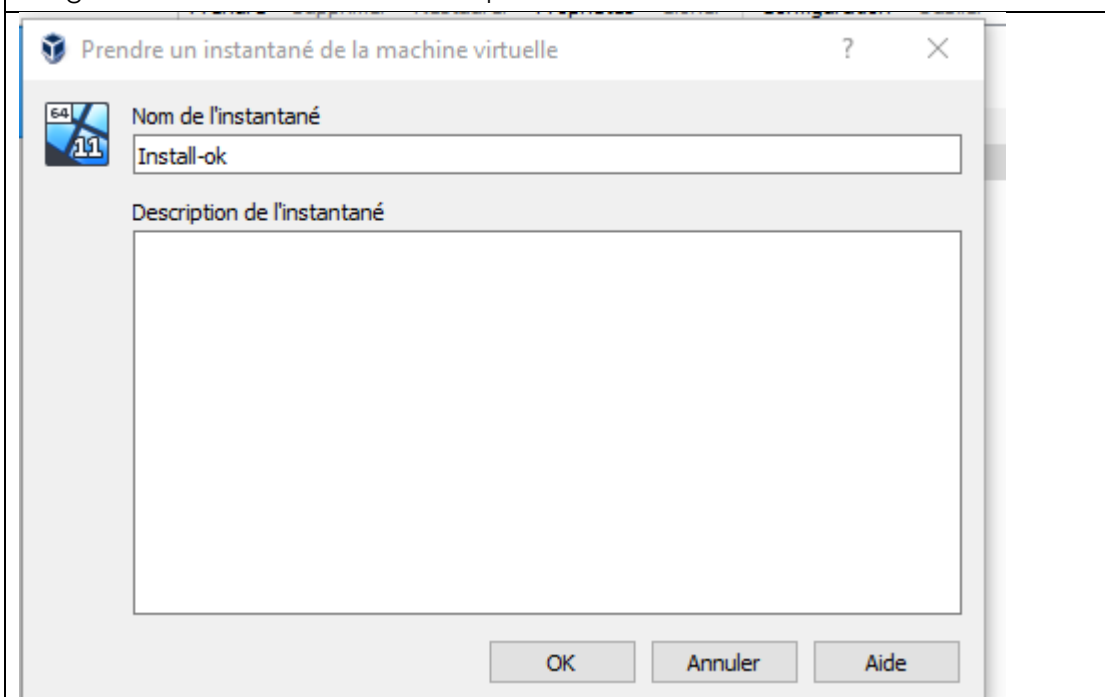 Prendre un instantané de la machine virtuelle ?
64
11
Nom de l'instantané
Install-ok
Description de l'instantané
OK Annuler Aide